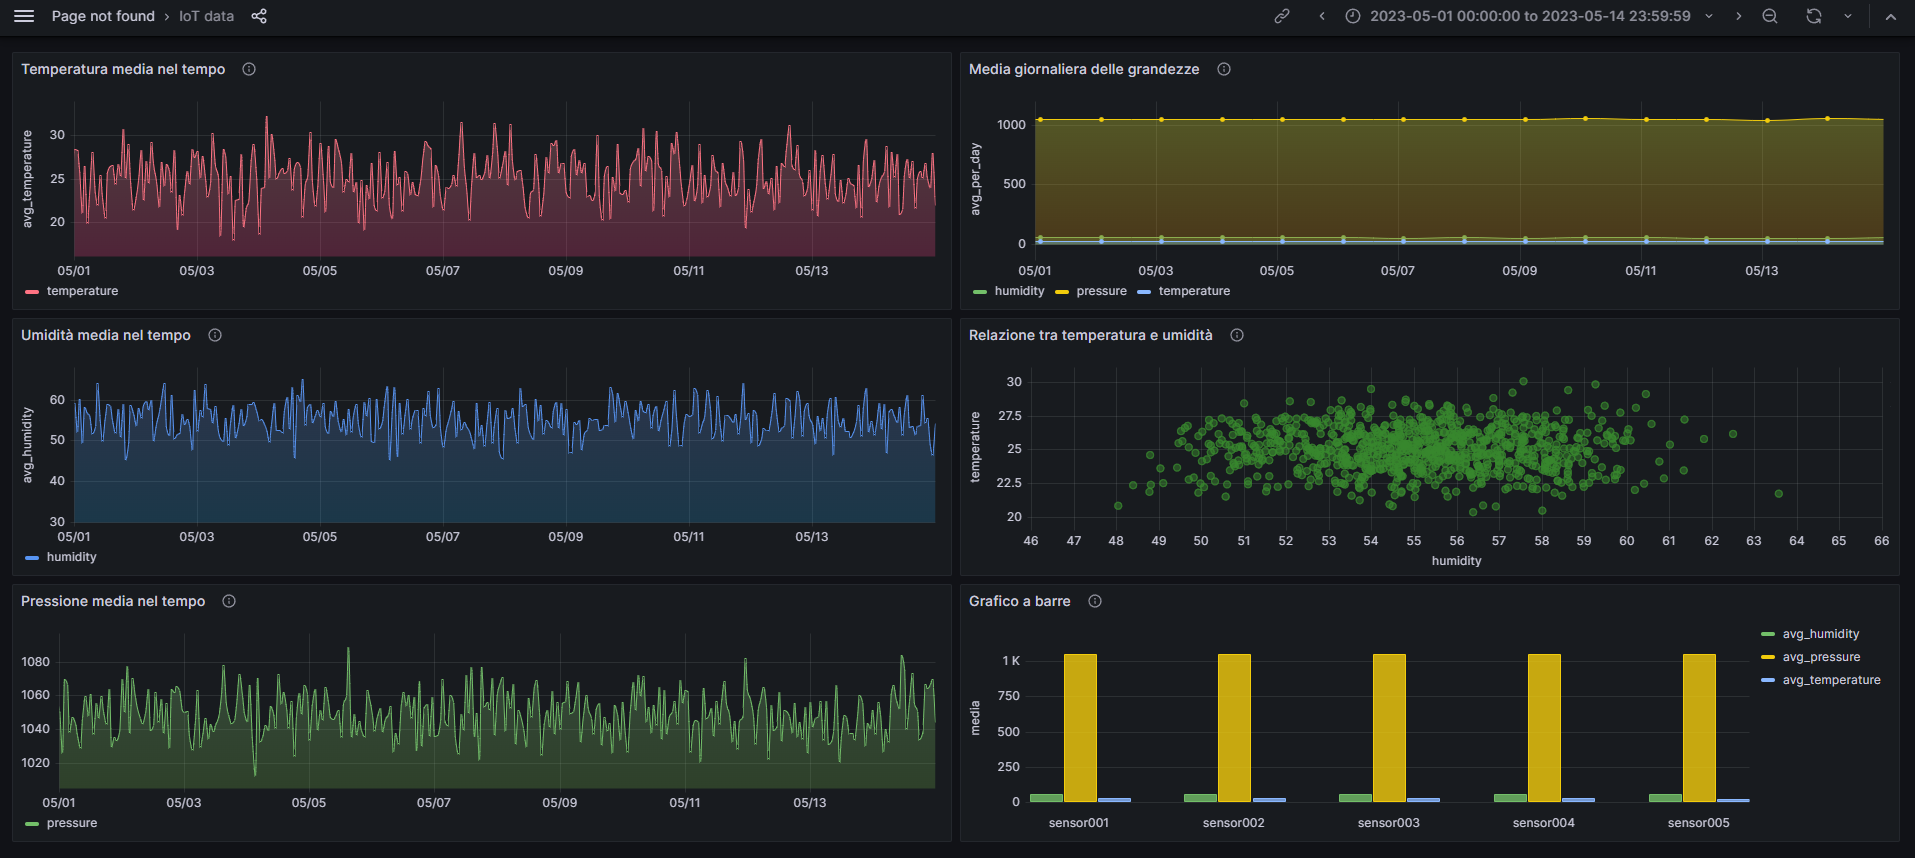 Page not found › IoT data
2023-05-01 00:00:00 to 2023-05-14 23:59:59
Temperatura media nel tempo
avg_temperature
30
25
20
05/01 05/03 05/05 05/07 05/09 05/11 05/13
temperature
Media giornaliera delle grandezze
avg_per_day
1000
500
0
05/01 05/03 05/05 05/07 05/09 05/11 05/13
humidity pressure temperature
Umidità media nel tempo
avg_humidity
60
50
40
30
05/01 05/03 05/05 05/07 05/09 05/11 05/13
humidity
Relazione tra temperatura e umidità
temperature
30
27.5
25
22.5
20
46 47 48 49 50 51 52 53 54 55 56 57 58 59 60 61 62 63 64 65 66
humidity
Pressione media nel tempo
1080
1060
1040
1020
05/01 05/03 05/05 05/07 05/09 05/11 05/13
pressure
Grafico a barre
media
1 K
750
500
250
0
sensor001 sensor002 sensor003 sensor004 sensor005
avg_humidity
avg_pressure
avg_temperature